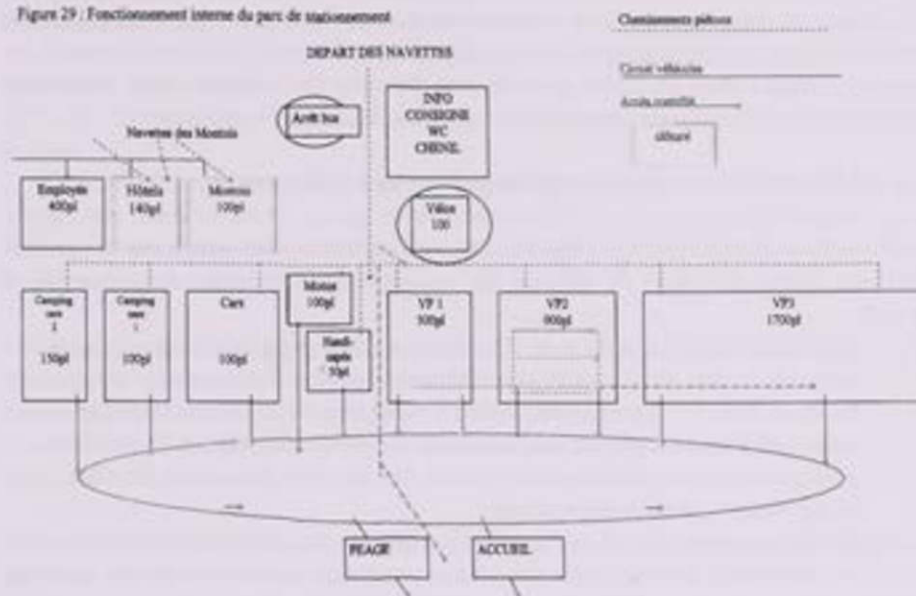 Figure 29 : Fonctionnement interne du parc de stationnement
Cheminements piétons
DEPART DES NAVETTES
Circuit véhicules
Accès contrôlé
clôturé
Arrêt bus
INFO
CONSIGNE
WC
CHENIL
Navettes des Montois
Employés
400pl
Hôtels
140pl
Montois
100pl
Vélos
100
Camping
cars
2
150pl
Camping
cars
1
100pl
Cars
100pl
Motos
100pl
Handi-
capés
50pl
VP 1
500pl
VP2
900pl
VP3
1700pl
PEAGE
ACCUEIL